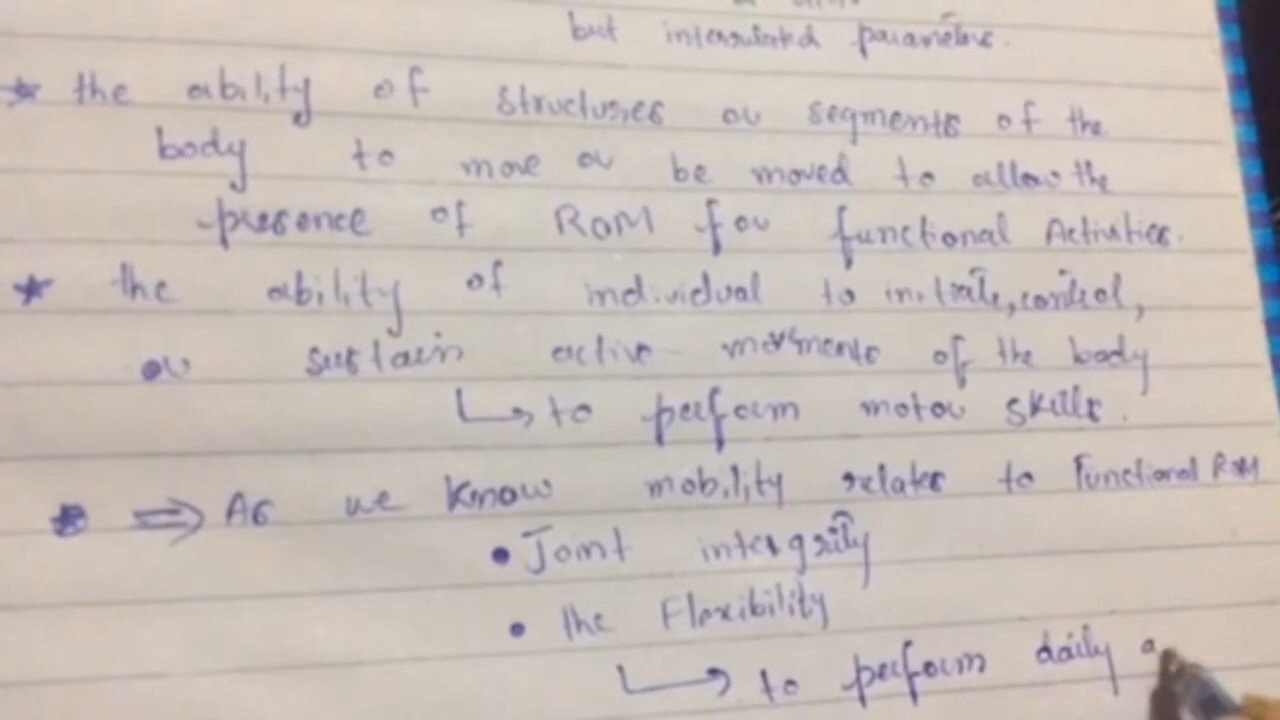 but interrelated parameters.
★ the ability of structures or segments of the
body to move or be moved to allow the
presence of ROM for functional Activities.
★ the ability of individual to initiate, control,
or sustain active movments of the body
↳ to perform motor skills.
⇒ As we know mobility relates to Functional ROM
• Joint intergrity
• the Flexibility
↳ to perform daily a